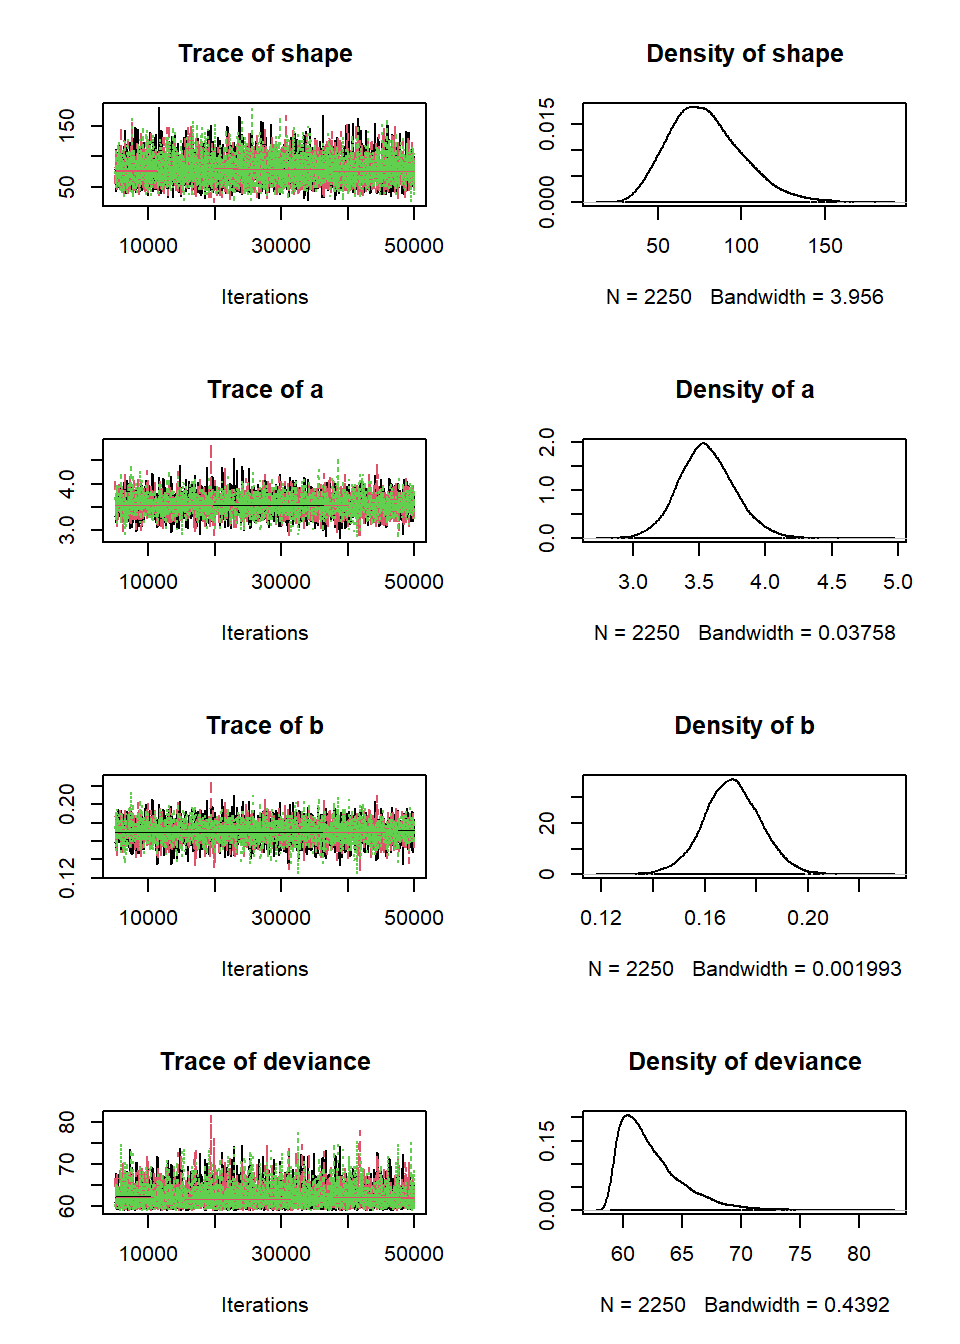 Trace of shape
50 150
10000 30000 50000
Iterations
Density of shape
0.000 0.015
50 100 150
N = 2250 Bandwidth = 3.956
Trace of a
3.0 4.0
10000 30000 50000
Iterations
Density of a
0.0 1.0 2.0
3.0 3.5 4.0 4.5 5.0
N = 2250 Bandwidth = 0.03758
Trace of b
0.12 0.20
10000 30000 50000
Iterations
Density of b
0 20
0.12 0.16 0.20
N = 2250 Bandwidth = 0.001993
Trace of deviance
60 70 80
10000 30000 50000
Iterations
Density of deviance
0.00 0.15
60 65 70 75 80
N = 2250 Bandwidth = 0.4392